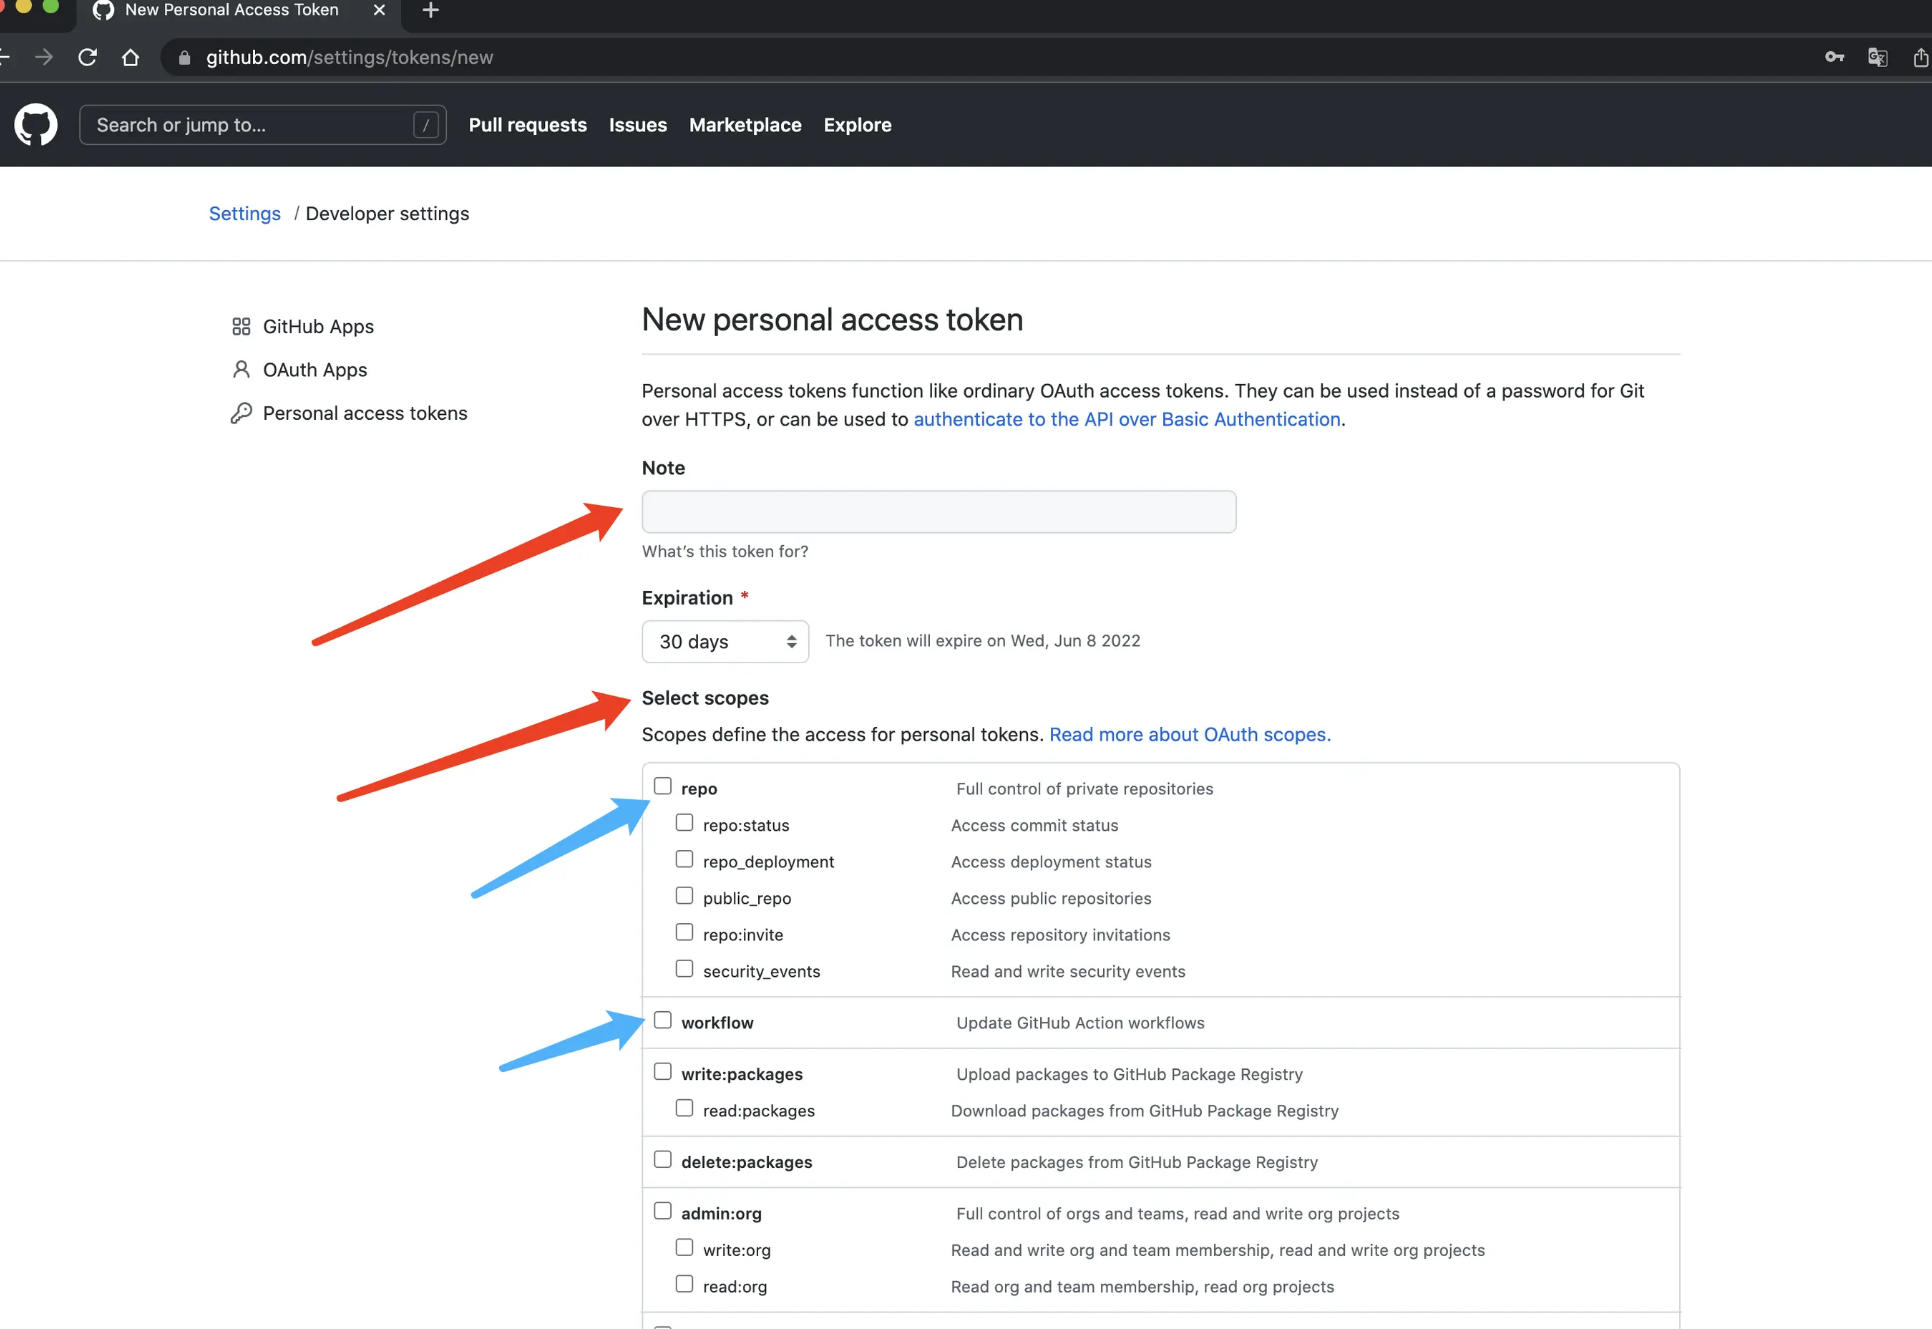 New Personal Access Token
github.com/settings/tokens/new
Search or jump to... /
Pull requests Issues Marketplace Explore
Settings / Developer settings
GitHub Apps
OAuth Apps
Personal access tokens
New personal access token
Personal access tokens function like ordinary OAuth access tokens. They can be used instead of a password for Git
over HTTPS, or can be used to authenticate to the API over Basic Authentication.
Note
What's this token for?
Expiration *
30 days The token will expire on Wed, Jun 8 2022
Select scopes
Scopes define the access for personal tokens. Read more about OAuth scopes.
repo Full control of private repositories
repo:status Access commit status
repo_deployment Access deployment status
public_repo Access public repositories
repo:invite Access repository invitations
security_events Read and write security events
workflow Update GitHub Action workflows
write:packages Upload packages to GitHub Package Registry
read:packages Download packages from GitHub Package Registry
delete:packages Delete packages from GitHub Package Registry
admin:org Full control of orgs and teams, read and write org projects
write:org Read and write org and team membership, read and write org projects
read:org Read org and team membership, read org projects